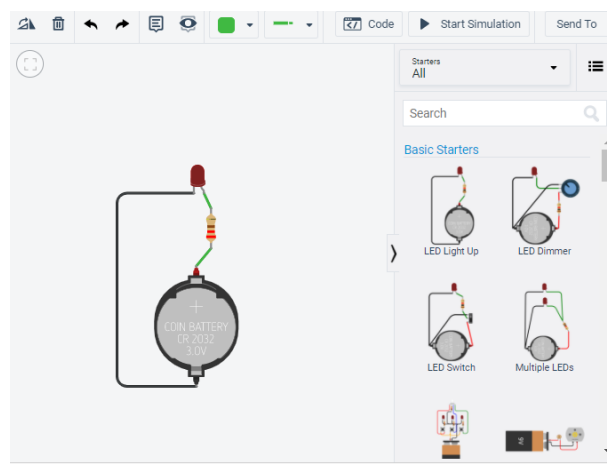 Code
Start Simulation
Send To
Starters
All
Search
Basic Starters
LED Light Up
LED Dimmer
LED Switch
Multiple LEDs
COIN BATTERY
CR 2032
3.0V